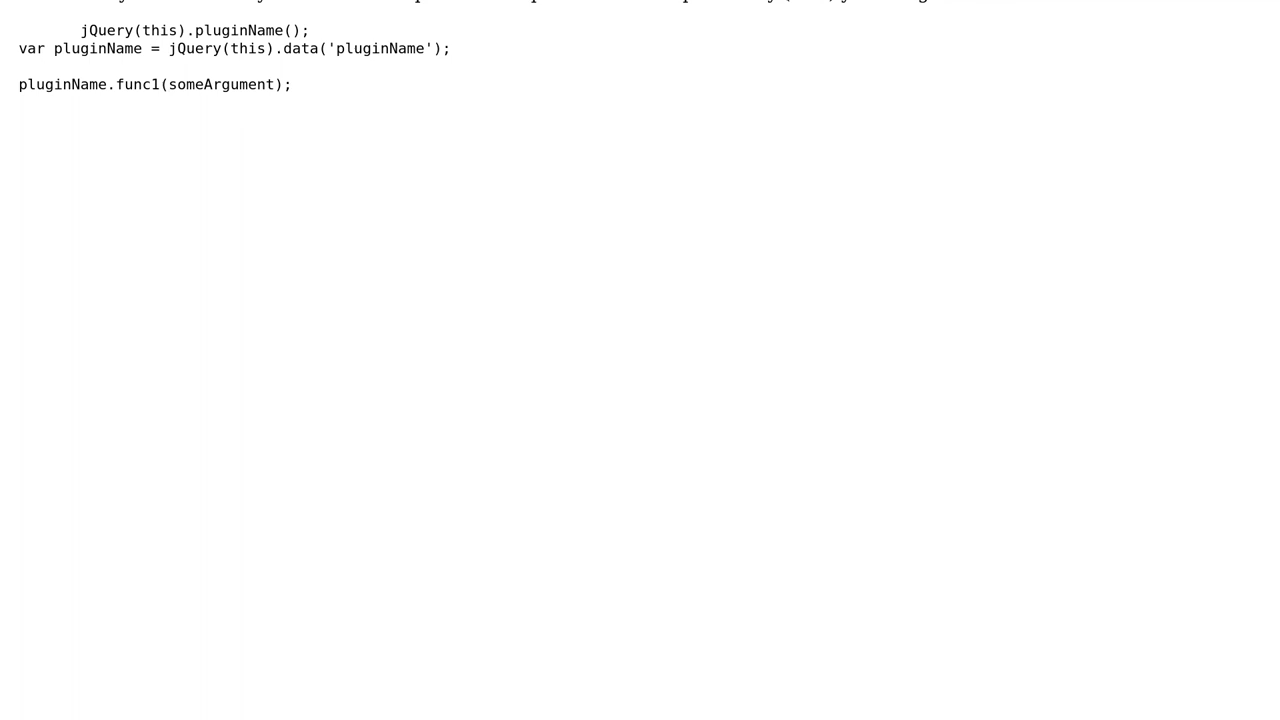 jQuery(this).pluginName();
var pluginName = jQuery(this).data('pluginName');
pluginName.func1(someArgument);